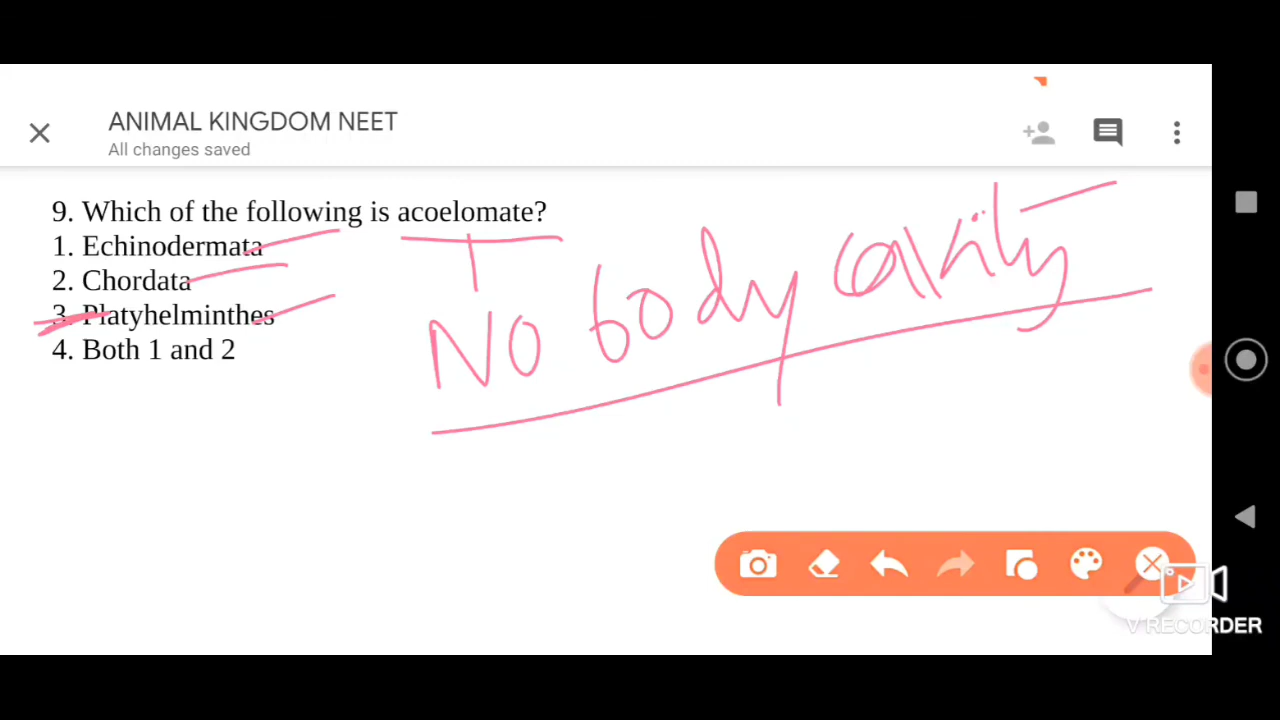 ANIMAL KINGDOM NEET
All changes saved
9. Which of the following is acoelomate?
1. Echinodermata
2. Chordata
3. Platyhelminthes
4. Both 1 and 2
No body cavity
V RECORDER